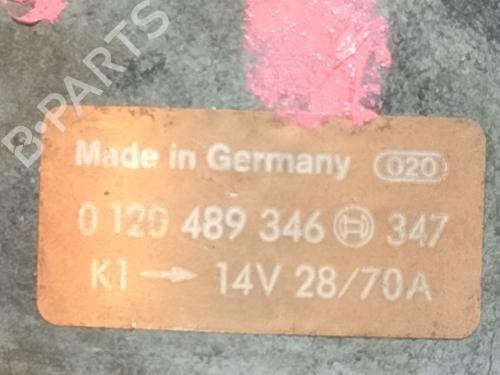 B-PARTS
Made in Germany 020
0 120 489 346 347
K1 → 14V 28/70A